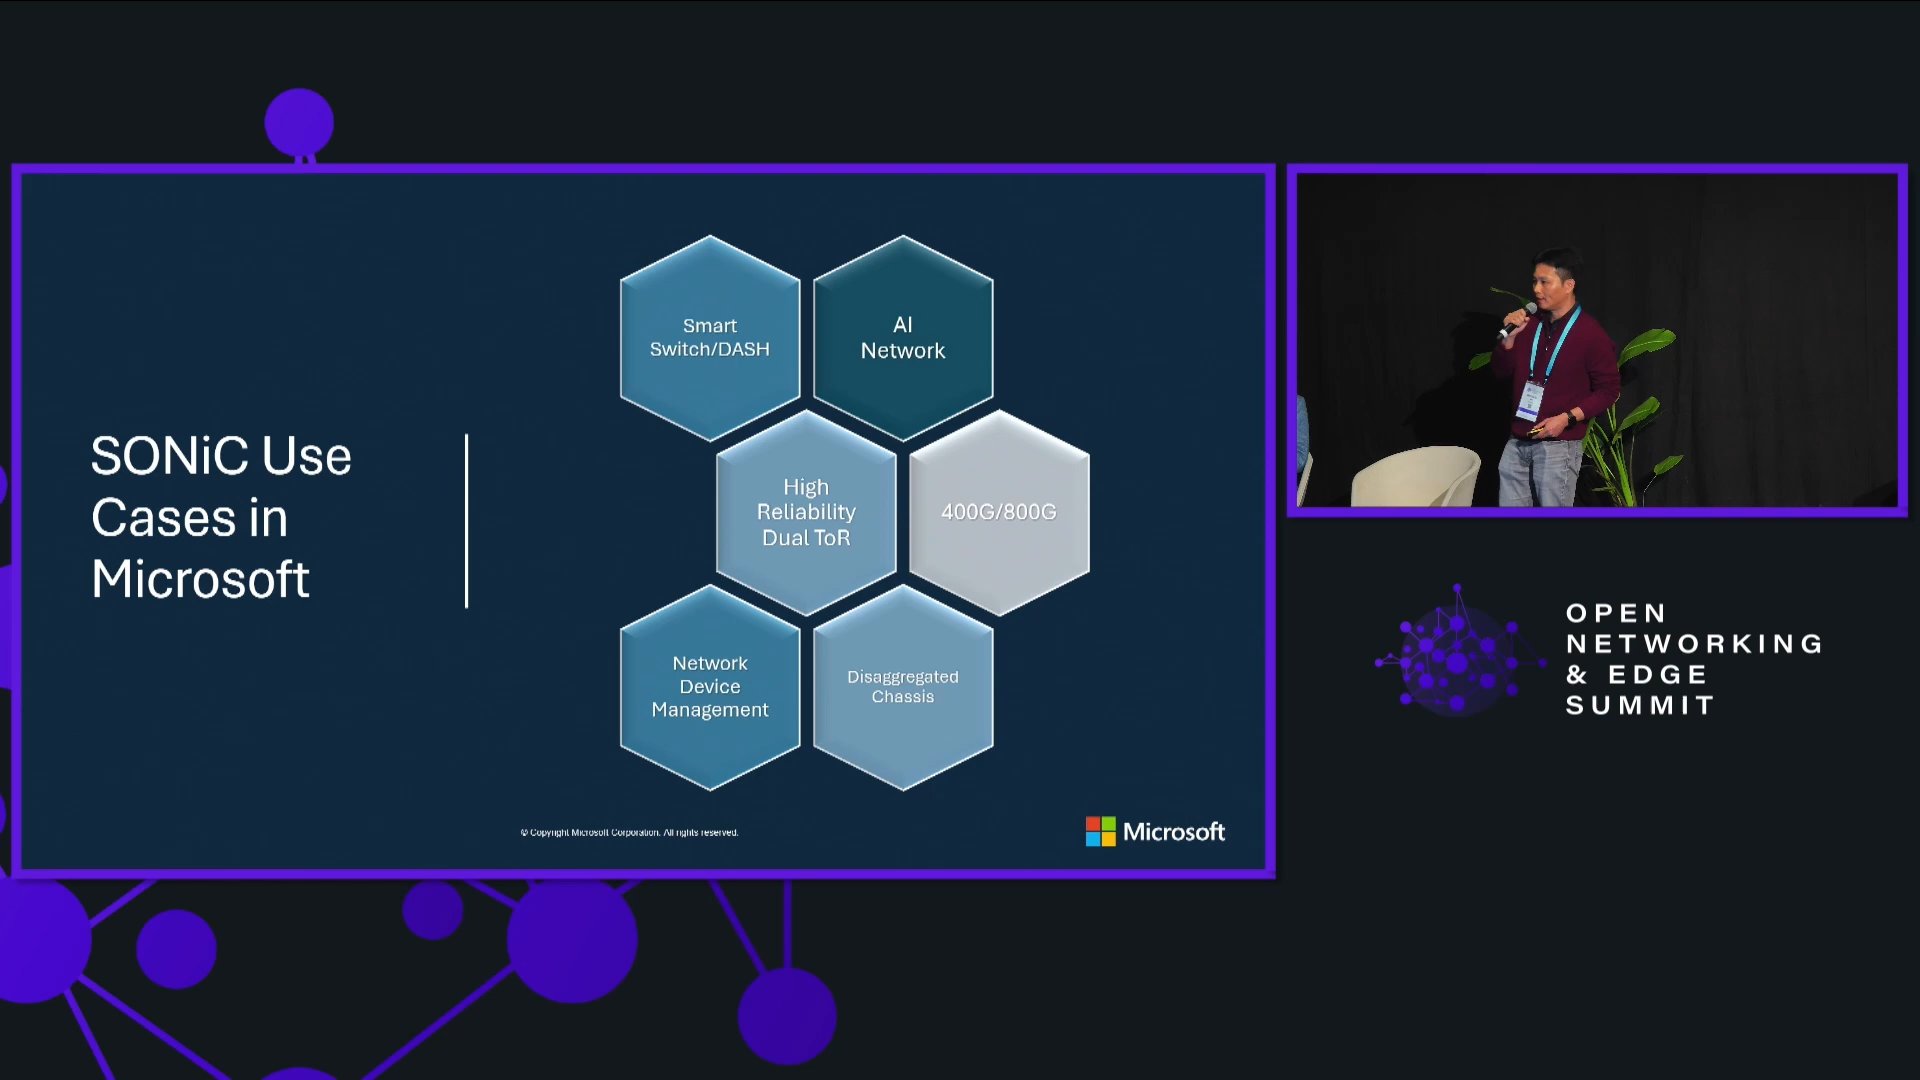 SONiC Use
Cases in
Microsoft
Smart
Switch/DASH
AI
Network
High
Reliability
Dual ToR
400G/800G
Network
Device
Management
Disaggregated
Chassis
© Copyright Microsoft Corporation. All rights reserved.
Microsoft
OPEN
NETWORKING
& EDGE
SUMMIT